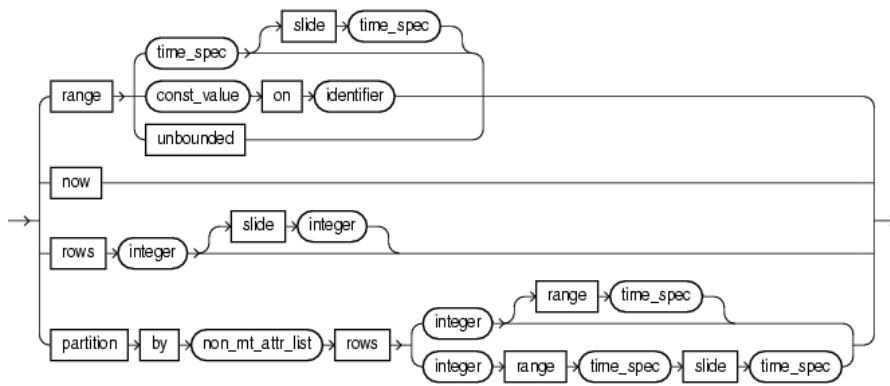 slide time_spec
time_spec
range const_value on identifier
unbounded
now
slide integer
rows integer
range time_spec
integer
partition by non_mt_attr_list rows
integer range time_spec slide time_spec